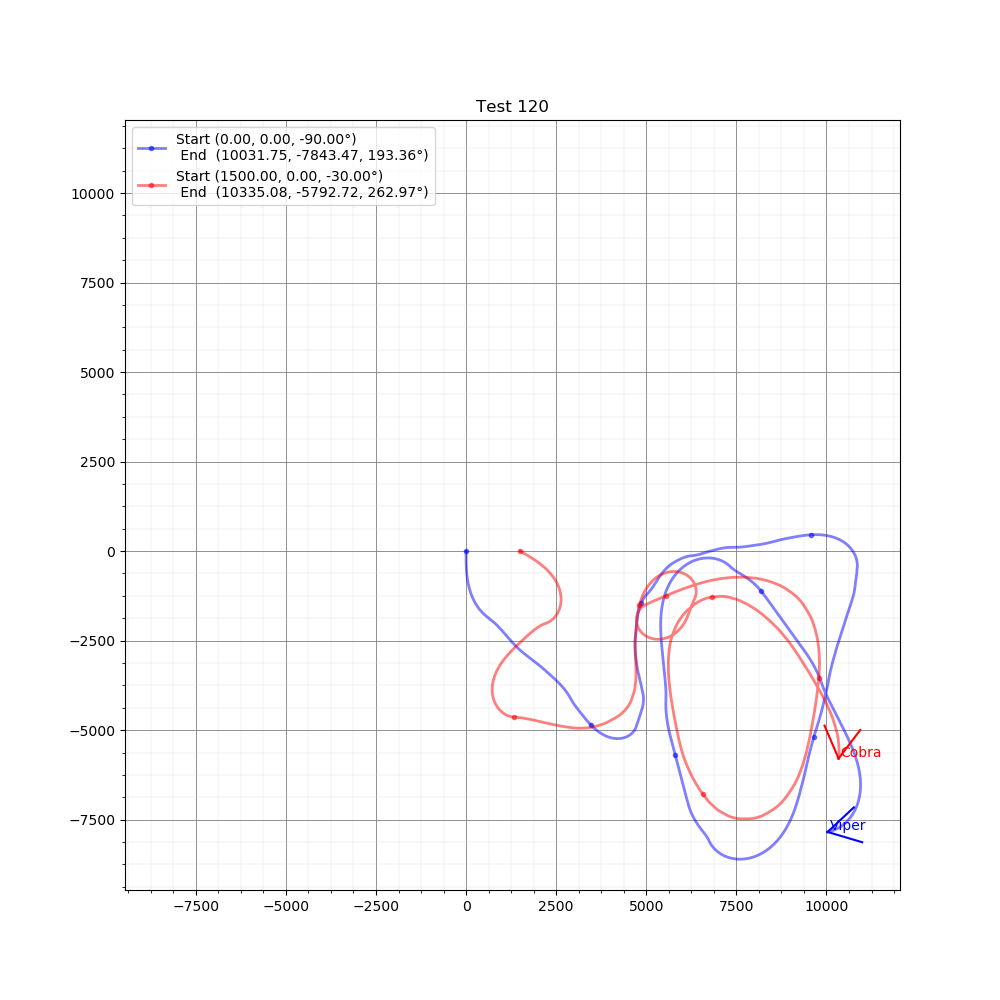 Test 120
Start (0.00, 0.00, -90.00°)
End (10031.75, -7843.47, 193.36°)
Start (1500.00, 0.00, -30.00°)
End (10335.08, -5792.72, 262.97°)
10000
7500
5000
2500
0
−2500
−5000
−7500
Cobra
Viper
−7500 −5000 −2500 0 2500 5000 7500 10000